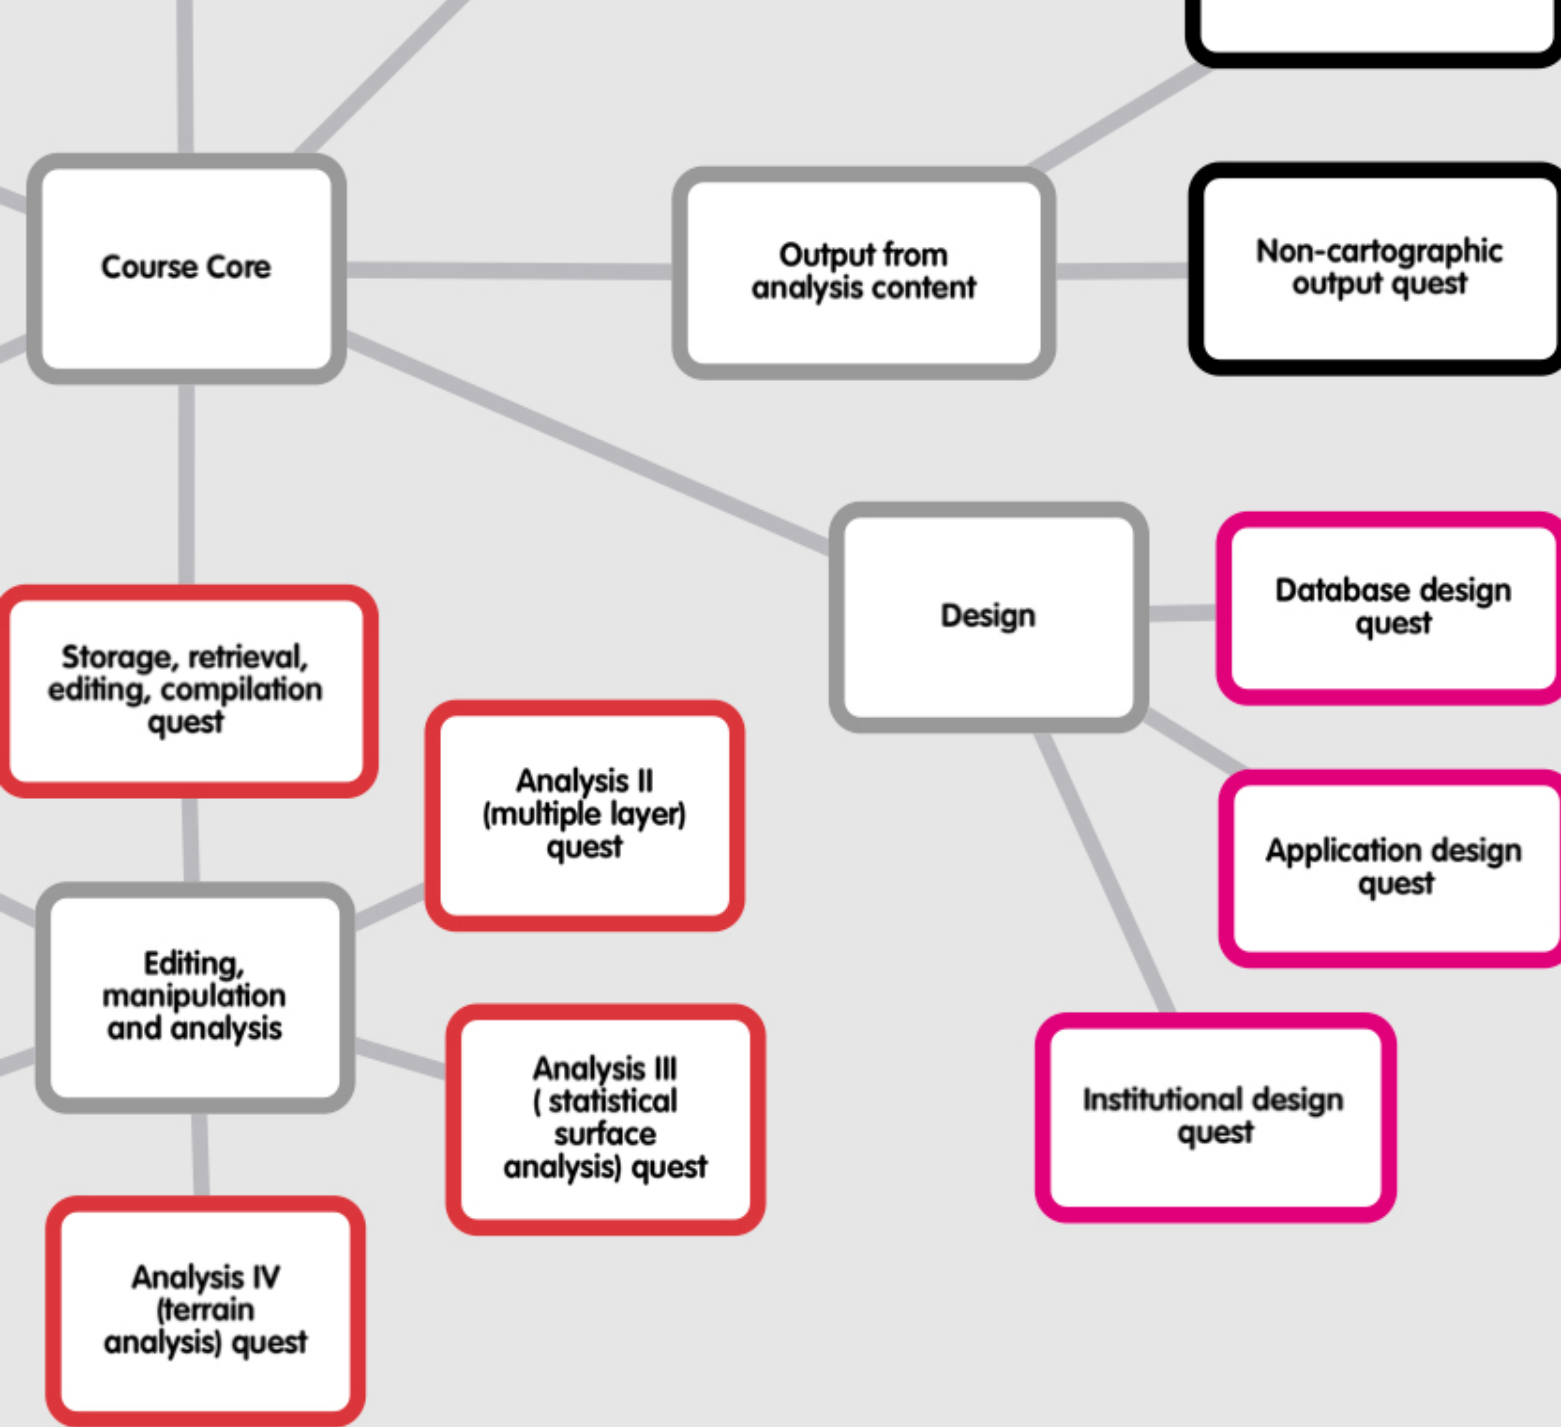 Course Core
Output from
analysis content
Non-cartographic
output quest
Design
Database design
quest
Storage, retrieval,
editing, compilation
quest
Analysis II
(multiple layer)
quest
Application design
quest
Editing,
manipulation
and analysis
Analysis III
( statistical
surface
analysis) quest
Institutional design
quest
Analysis IV
(terrain
analysis) quest